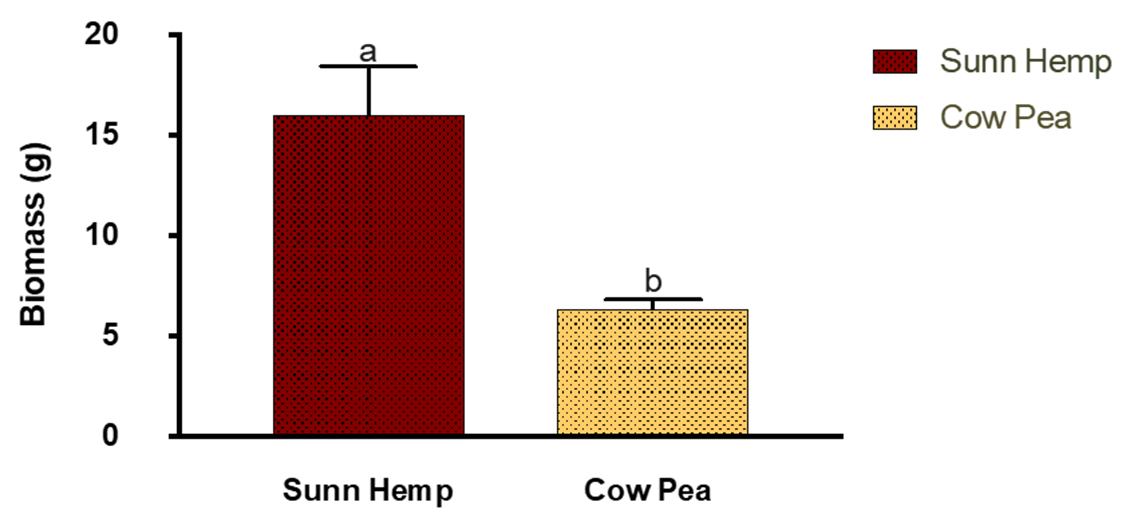 20
15
10
5
0
Biomass (g)
a
b
Sunn Hemp
Cow Pea
Sunn Hemp
Cow Pea